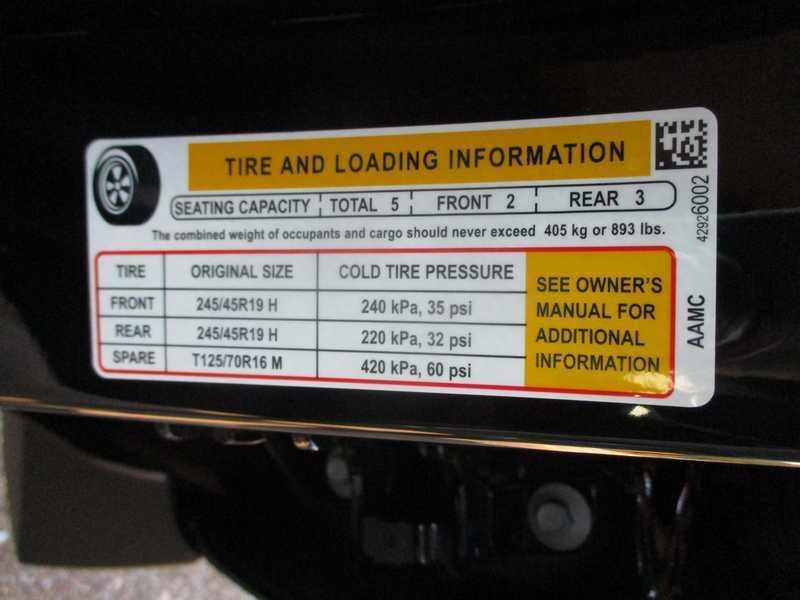 TIRE AND LOADING INFORMATION
SEATING CAPACITY TOTAL 5 FRONT 2 REAR 3
The combined weight of occupants and cargo should never exceed 405 kg or 893 lbs.
TIRE ORIGINAL SIZE COLD TIRE PRESSURE
FRONT 245/45R19 H 240 kPa, 35 psi
REAR 245/45R19 H 220 kPa, 32 psi
SPARE T125/70R16 M 420 kPa, 60 psi
SEE OWNER'S
MANUAL FOR
ADDITIONAL
INFORMATION
42926002
AAMC